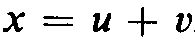 x = u + v